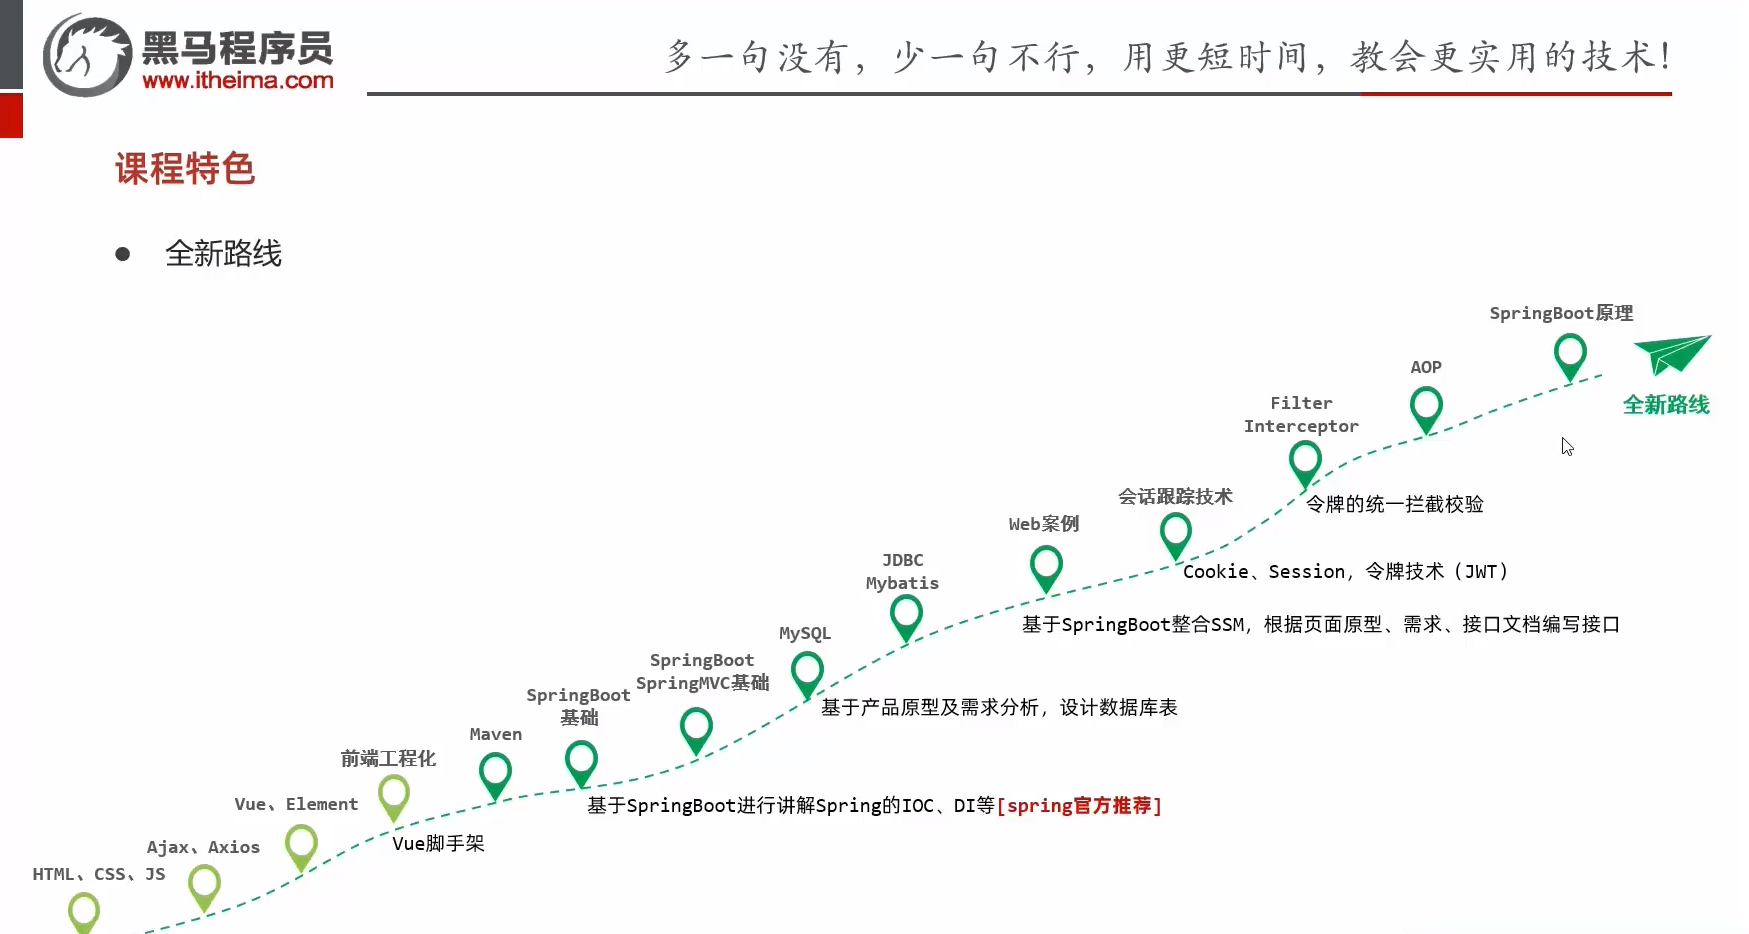 黑马程序员
www.itheima.com
多一句没有，少一句不行，用更短时间，教会更实用的技术！
课程特色
● 全新路线
HTML、CSS、JS
Ajax、Axios
Vue、Element
前端工程化
Vue脚手架
Maven
SpringBoot
基础
基于SpringBoot进行讲解Spring的IOC、DI等[spring官方推荐]
SpringBoot
SpringMVC基础
MySQL
基于产品原型及需求分析，设计数据库表
JDBC
Mybatis
Web案例
基于SpringBoot整合SSM，根据页面原型、需求、接口文档编写接口
会话跟踪技术
Cookie、Session，令牌技术（JWT）
Filter
Interceptor
令牌的统一拦截校验
AOP
SpringBoot原理
全新路线